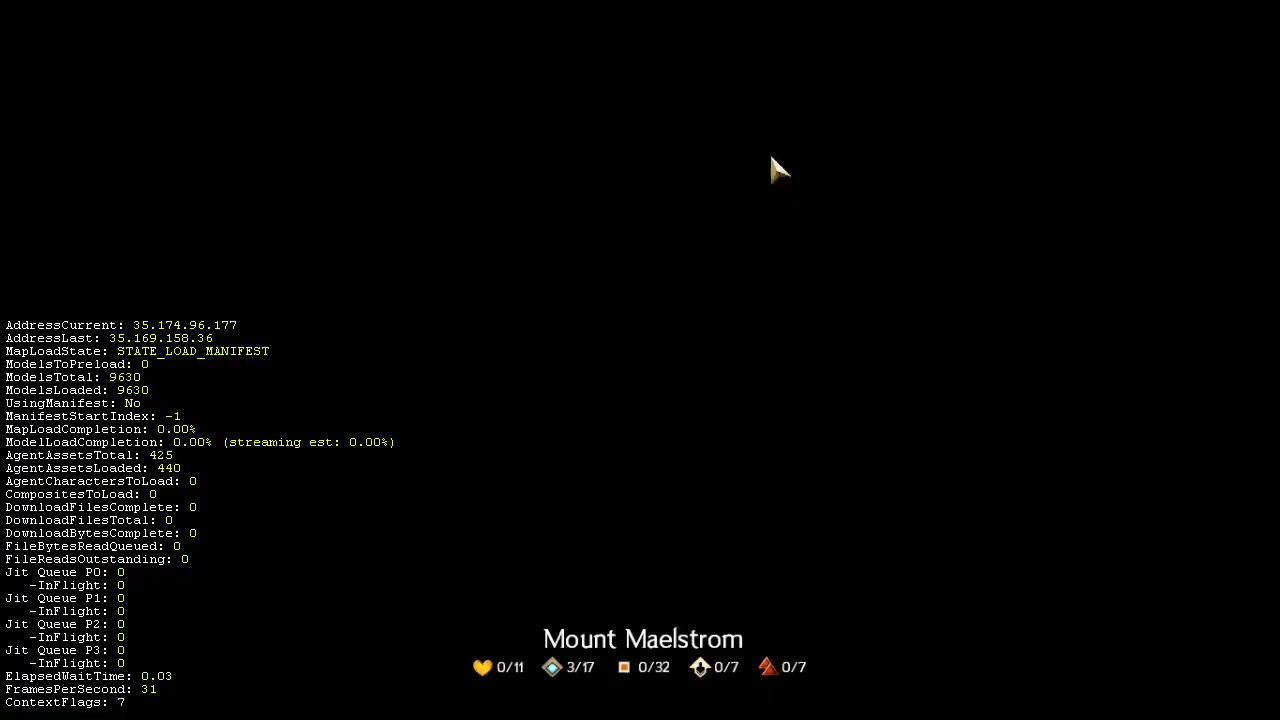 AddressCurrent: 35.174.96.177
AddressLast: 35.169.158.36
MapLoadState: STATE_LOAD_MANIFEST
ModelsToPreload: 0
ModelsTotal: 9630
ModelsLoaded: 9630
UsingManifest: No
ManifestStartIndex: -1
MapLoadCompletion: 0.00%
ModelLoadCompletion: 0.00% (streaming est: 0.00%)
AgentAssetsTotal: 425
AgentAssetsLoaded: 440
AgentCharactersToLoad: 0
CompositesToLoad: 0
DownloadFilesComplete: 0
DownloadFilesTotal: 0
DownloadBytesComplete: 0
FileBytesReadQueued: 0
FileReadsOutstanding: 0
Jit Queue P0: 0
-InFlight: 0
Jit Queue P1: 0
-InFlight: 0
Jit Queue P2: 0
-InFlight: 0
Jit Queue P3: 0
-InFlight: 0
ElapsedWaitTime: 0.03
FramesPerSecond: 31
ContextFlags: 7
Mount Maelstrom
0/11 3/17 0/32 0/7 0/7